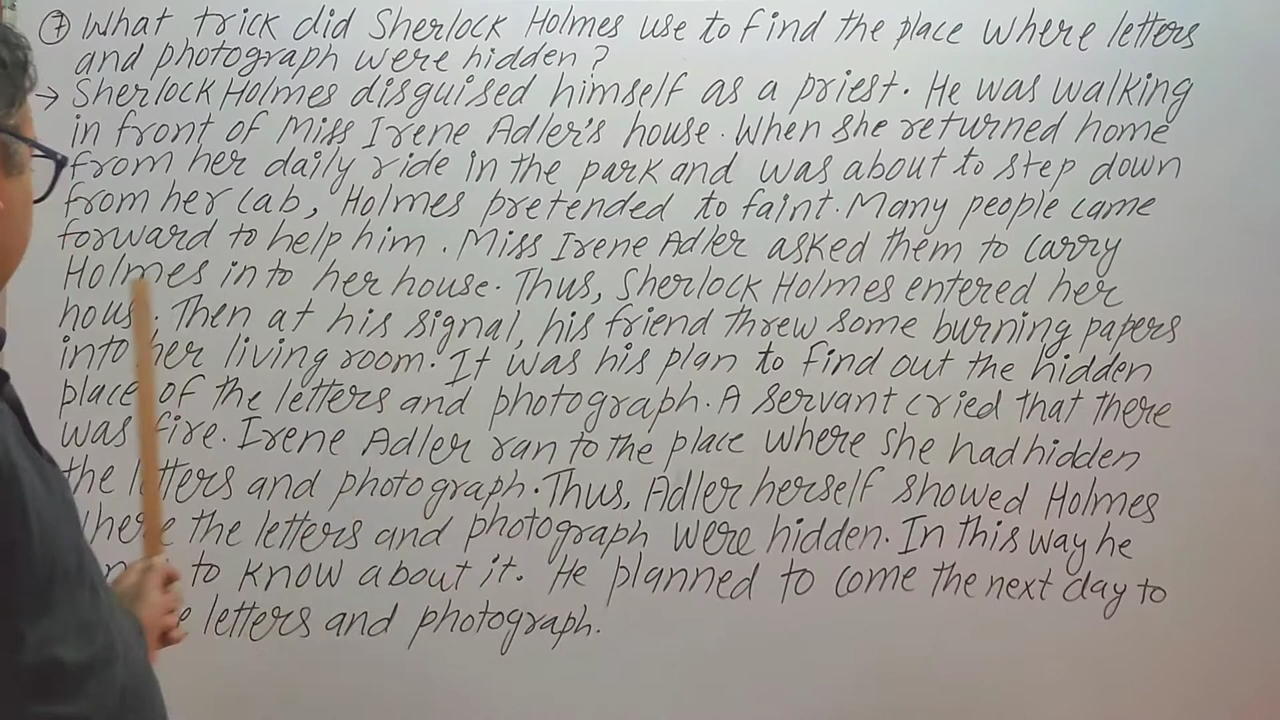 ⑦ What trick did Sherlock Holmes use to find the place where letters
and photograph were hidden?
→ Sherlock Holmes disguised himself as a priest. He was walking
in front of Miss Irene Adler's house. When she returned home
from her daily ride in the park and was about to step down
from her cab, Holmes pretended to faint. Many people came
forward to help him. Miss Irene Adler asked them to carry
Holmes into her house. Thus, Sherlock Holmes entered her
hous. Then at his signal, his friend threw some burning papers
into her living room. It was his plan to find out the hidden
place of the letters and photograph. A servant cried that there
was fire. Irene Adler ran to the place where she had hidden
the letters and photograph. Thus, Adler herself showed Holmes
the letters and photograph were hidden. In this way he
to know about it. He planned to come the next day to
letters and photograph.